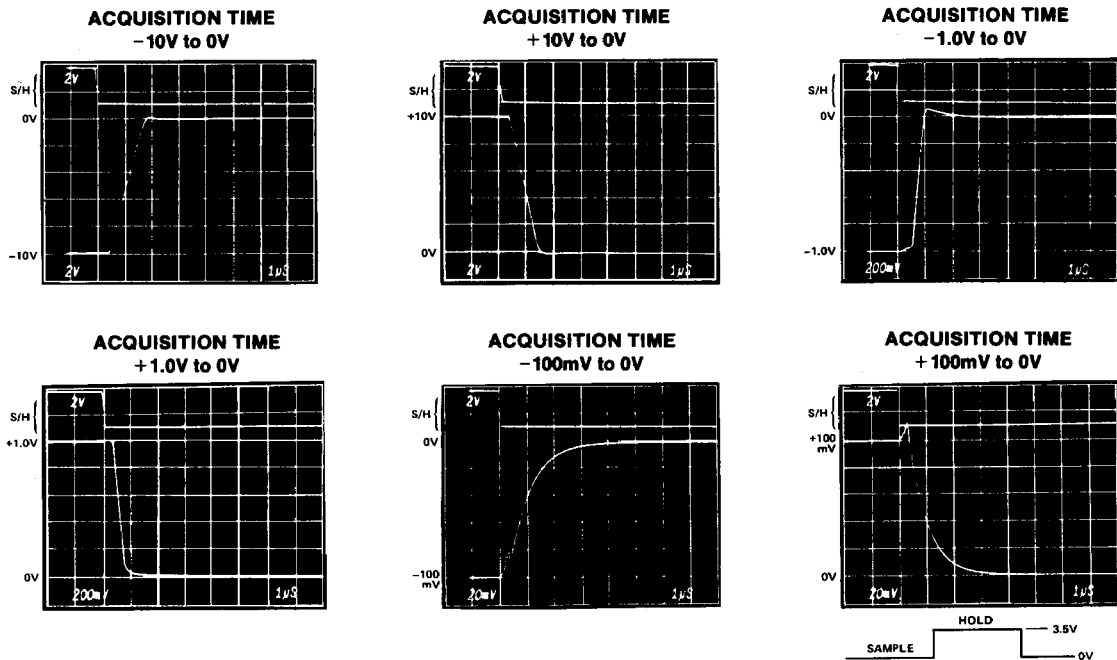 ACQUISITION TIME
−10V to 0V
S/H
2V
0V
−10V
2V
1μS
ACQUISITION TIME
+10V to 0V
S/H
2V
+10V
0V
2V
1μS
ACQUISITION TIME
−1.0V to 0V
S/H
2V
0V
−1.0V
200mV
1μS
ACQUISITION TIME
+1.0V to 0V
S/H
2V
+1.0V
0V
200mV
1μS
ACQUISITION TIME
−100mV to 0V
S/H
2V
0V
−100
mV
20mV
1μS
ACQUISITION TIME
+100mV to 0V
S/H
2V
+100
mV
0V
20mV
1μS
HOLD
3.5V
SAMPLE
0V